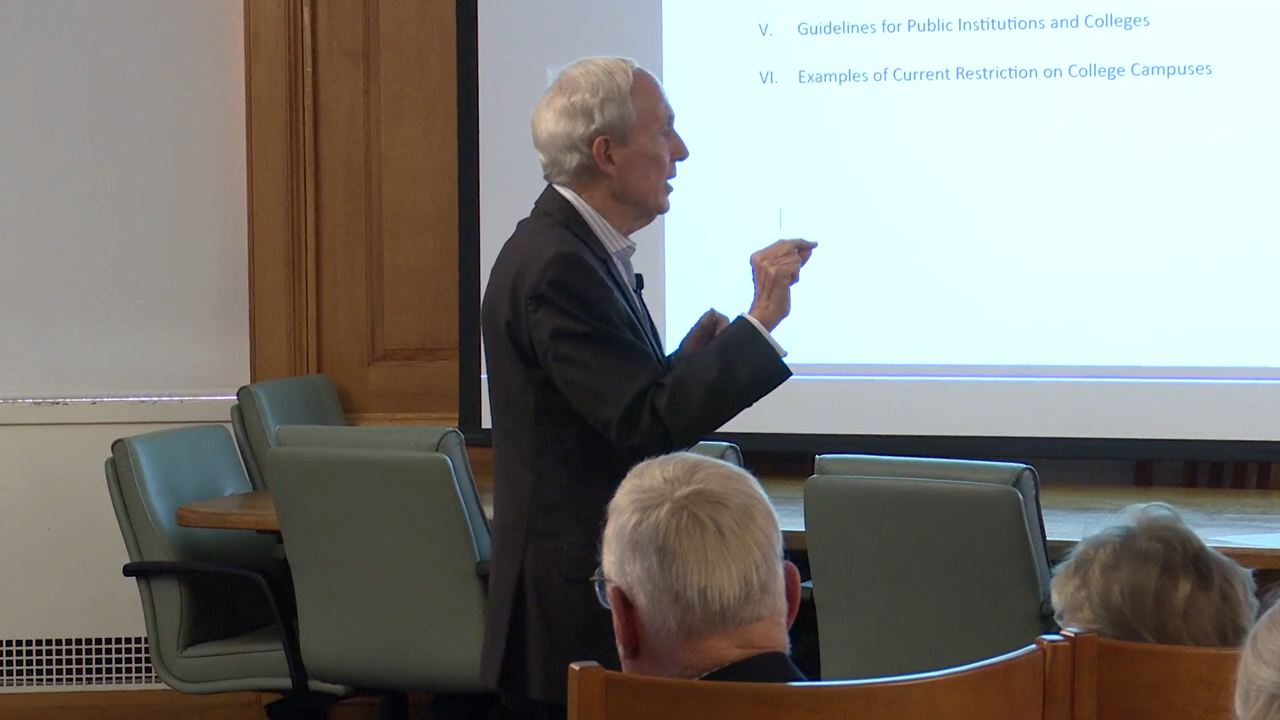 V. Guidelines for Public Institutions and Colleges
VI. Examples of Current Restriction on College Campuses